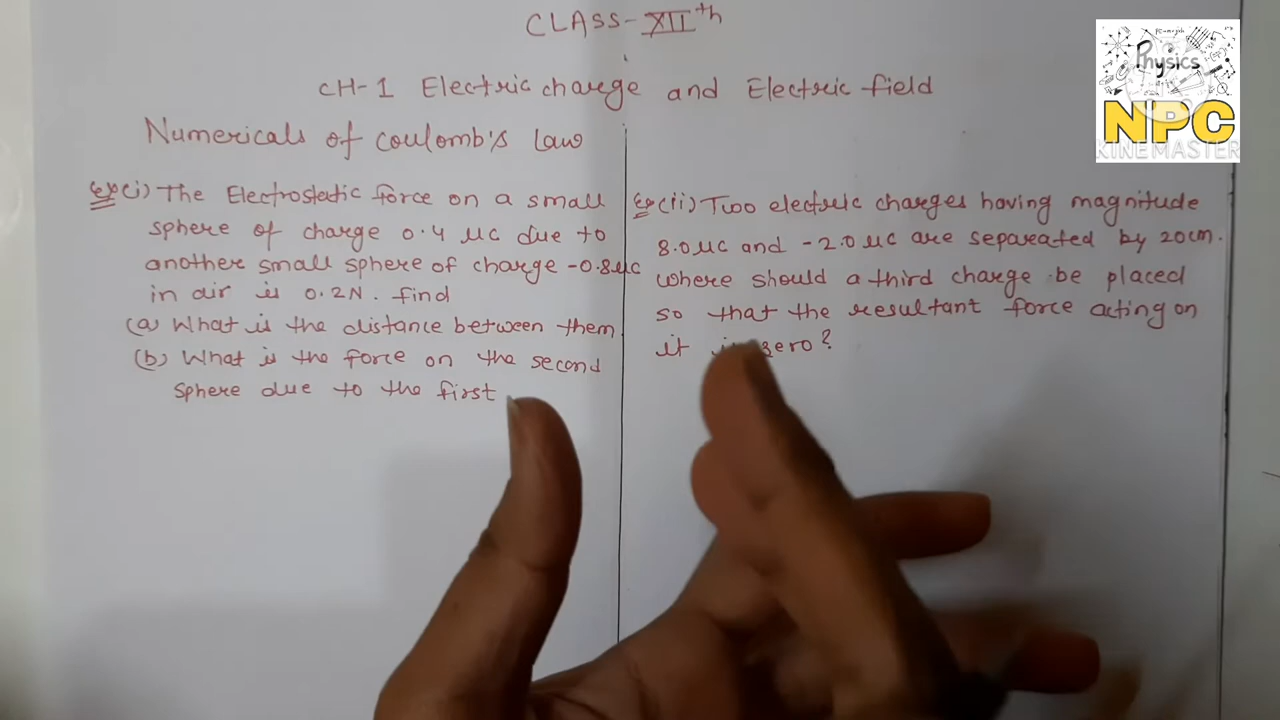 CLASS-XIIth
CH-1 Electric charge and Electric field
Numericals of coulomb's law
Ex(i) The Electrostatic force on a small
sphere of charge 0.4 μc due to
another small sphere of charge -0.8μc
in air is 0.2N. find
(a) What is the distance between them
(b) What is the force on the second
sphere due to the first
Ex(ii) Two electric charges having magnitude
8.0μc and -2.0μc are separated by 20cm.
where should a third charge be placed
so that the resultant force acting on
it zero?
Physics
NPC
KINEMASTER